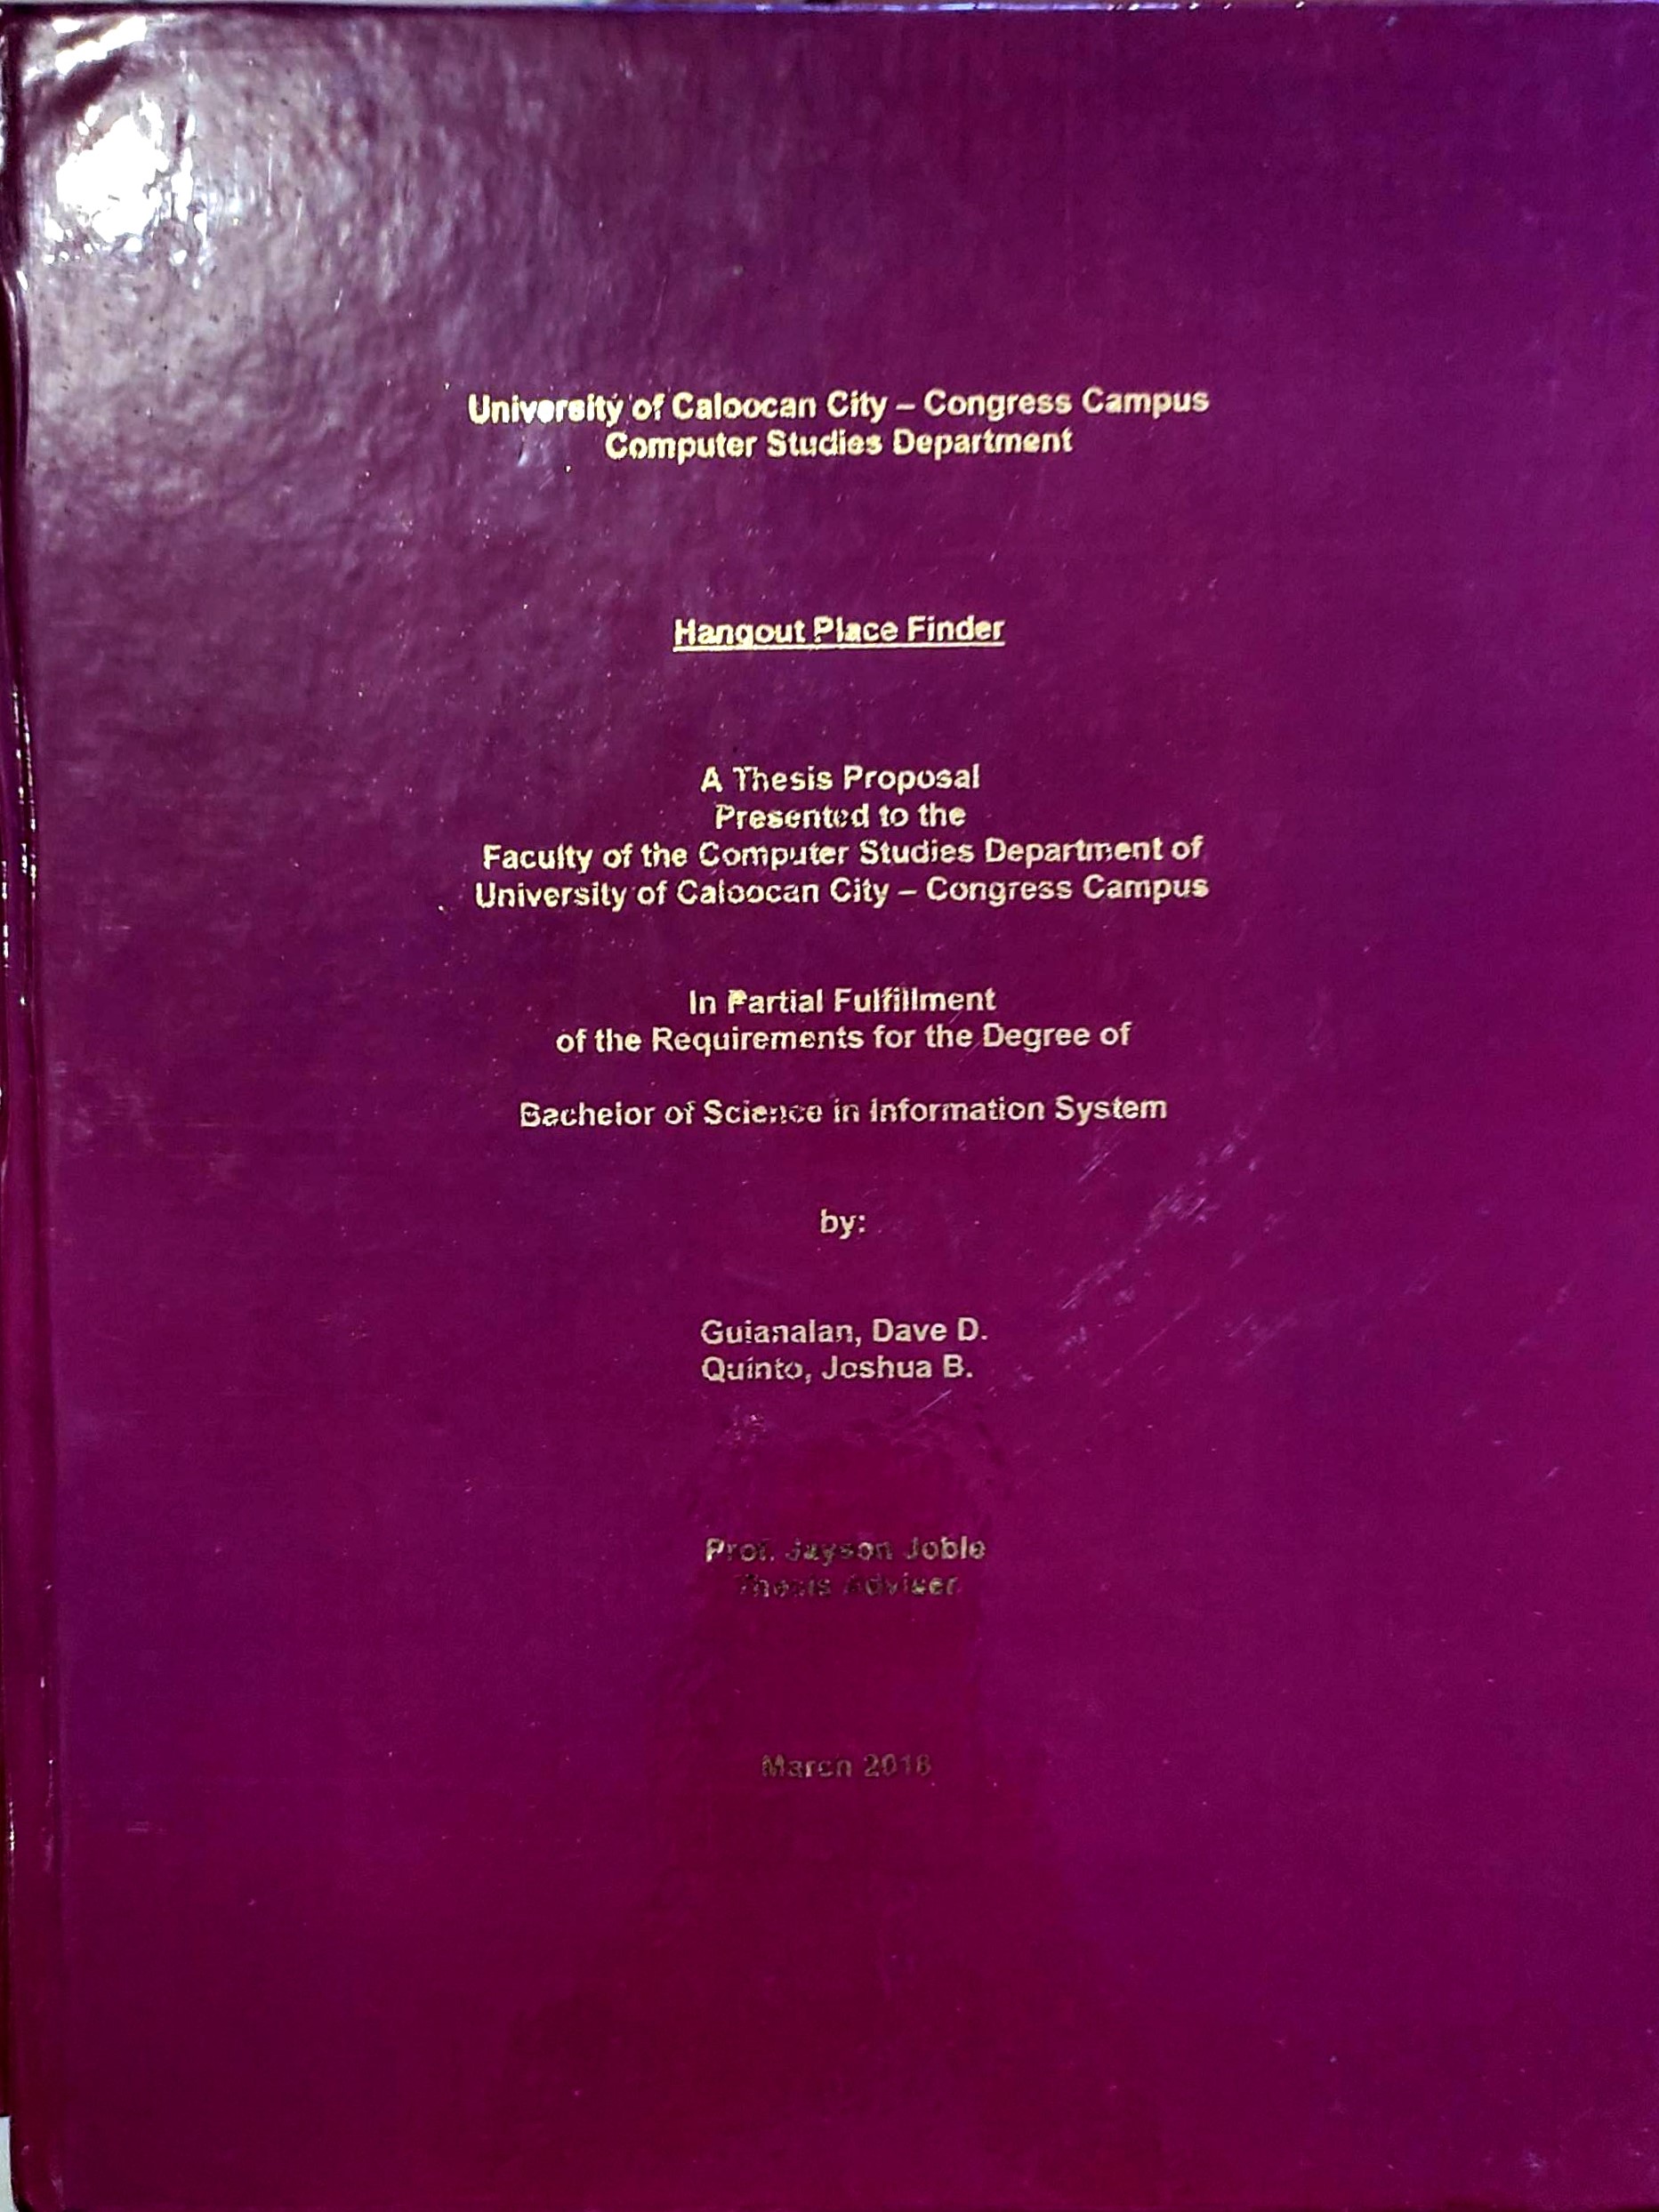 University of Caloocan City – Congress Campus
Computer Studies Department
Hangout Place Finder
A Thesis Proposal
Presented to the
Faculty of the Computer Studies Department of
University of Caloocan City – Congress Campus
In Partial Fulfillment
of the Requirements for the Degree of
Bachelor of Science in Information System
by:
Guianalan, Dave D.
Quinto, Joshua B.
Prof. Jayson Joble
Thesis Adviser
March 2018